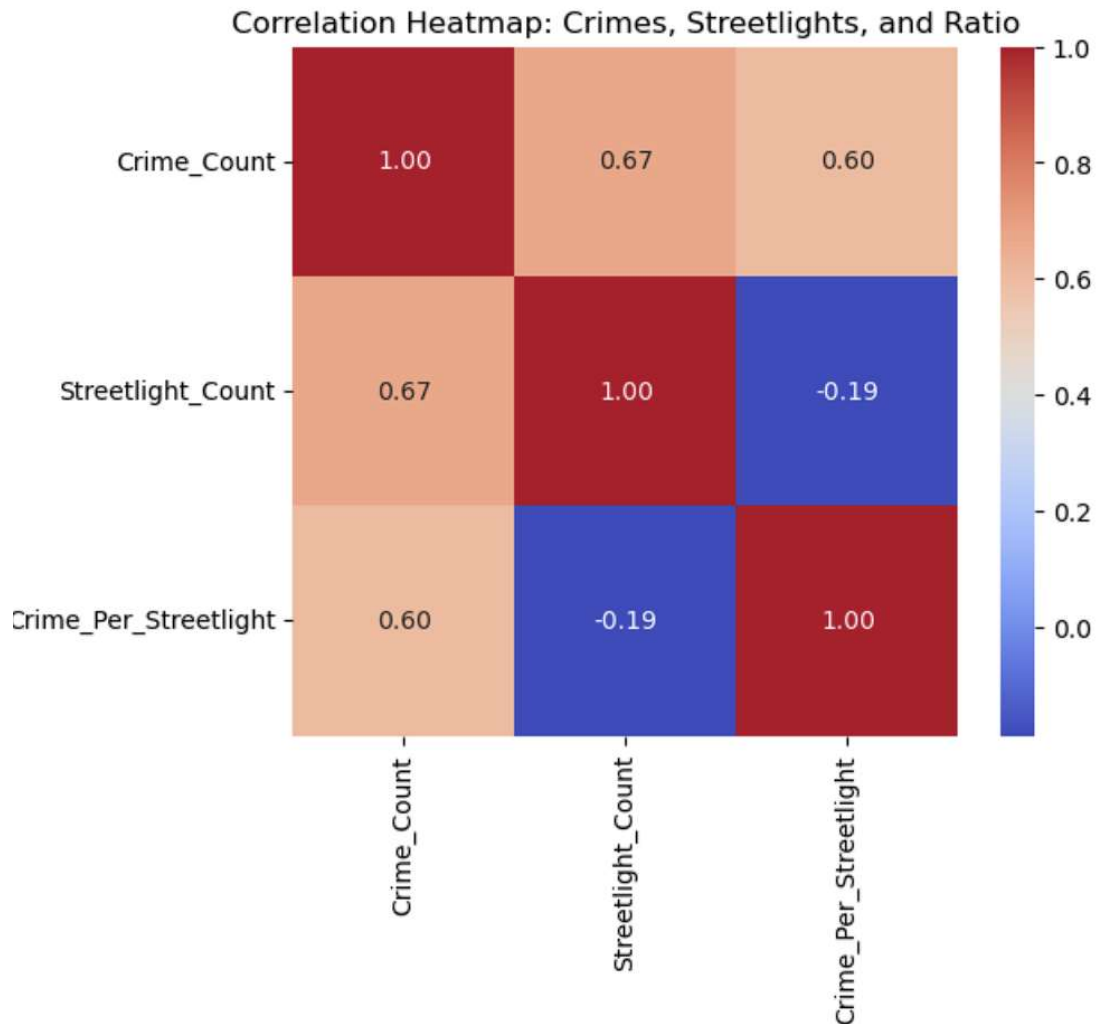 Correlation Heatmap: Crimes, Streetlights, and Ratio
Crime_Count
1.00
0.67
0.60
Streetlight_Count
0.67
1.00
-0.19
Crime_Per_Streetlight
0.60
-0.19
1.00
1.0
0.8
0.6
0.4
0.2
0.0
Crime_Count
Streetlight_Count
Crime_Per_Streetlight